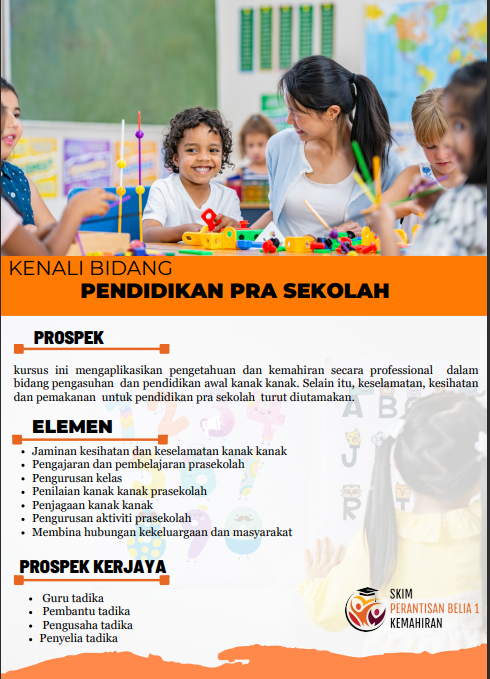 KENALI BIDANG
PENDIDIKAN PRA SEKOLAH
PROSPEK
kursus ini mengaplikasikan pengetahuan dan kemahiran secara professional dalam
bidang pengasuhan dan pendidikan awal kanak kanak. Selain itu, keselamatan, kesihatan
dan pemakanan untuk pendidikan pra sekolah turut diutamakan.
ELEMEN
• Jaminan kesihatan dan keselamatan kanak kanak
• Pengajaran dan pembelajaran prasekolah
• Pengurusan kelas
• Penilaian kanak kanak prasekolah
• Penjagaan kanak kanak
• Pengurusan aktiviti prasekolah
• Membina hubungan kekeluargaan dan masyarakat
PROSPEK KERJAYA
• Guru tadika
• Pembantu tadika
• Pengusaha tadika
• Penyelia tadika
SKIM
PERANTISAN BELIA 1
KEMAHIRAN